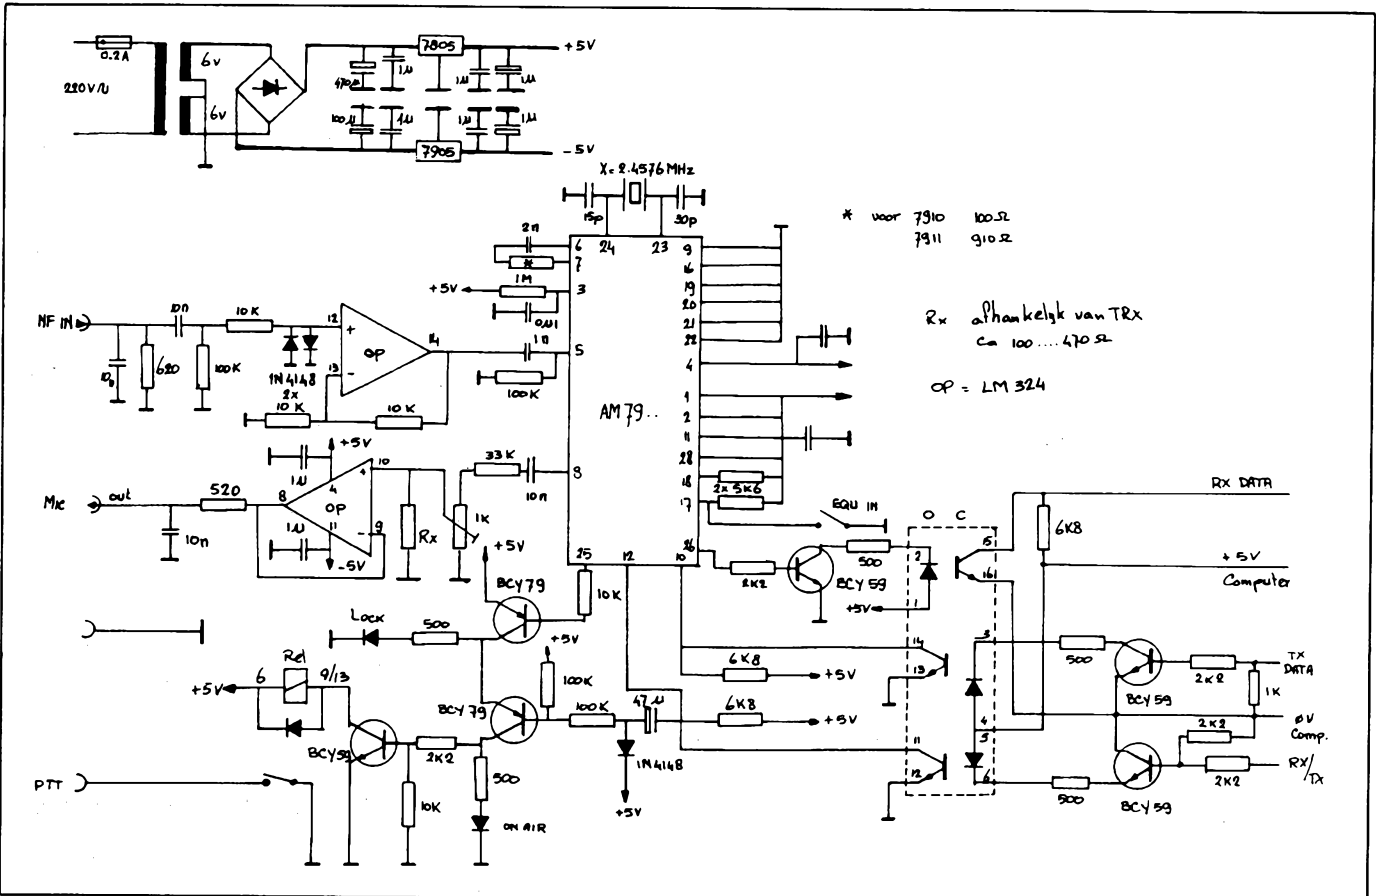 0.2A
220V~
6v
6v
470µ
1µ
7805
1µ
1µ
+5V
100µ
1µ
7905
1µ
1µ
-5V
X=2.4576MHz
15p
30p
24
23
* voor 7910 100Ω
7911 910Ω
Rx afhankelyk van TRX
Ca 100....470Ω
OP = LM 324
2n
6
*
7
+5V
1M
3
0µ1
1n
5
100K
AM79..
8
9
16
19
20
21
22
4
1
2
11
28
18
2x 5K6
17
26
10
12
25
NF IN
10n
620
10n
100K
10K
1N4148
2x
12
+
13
-
OP
14
10K
10K
Mic
out
10n
520
+5V
1µ
4
8
OP
1µ
11
-5V
10
+
9
-
Rx
1K
33K
10n
EQU IN
2K2
BCY59
500
+5V
O C
2
1
15
16
RX DATA
6K8
+5V
Computer
+5V
BCY79
10K
Lock
500
+5V
100K
BCY79
100K
47µ
6K8
+5V
6K8
+5V
1N4148
+5V
14
13
11
12
3
4
5
6
500
BCY59
2K2
TX
DATA
1K
2K2
0V
Comp.
500
BCY59
2K2
RX/
TX
Rel
+5V
6
9/13
BCY59
2K2
10K
500
ON AIR
PTT